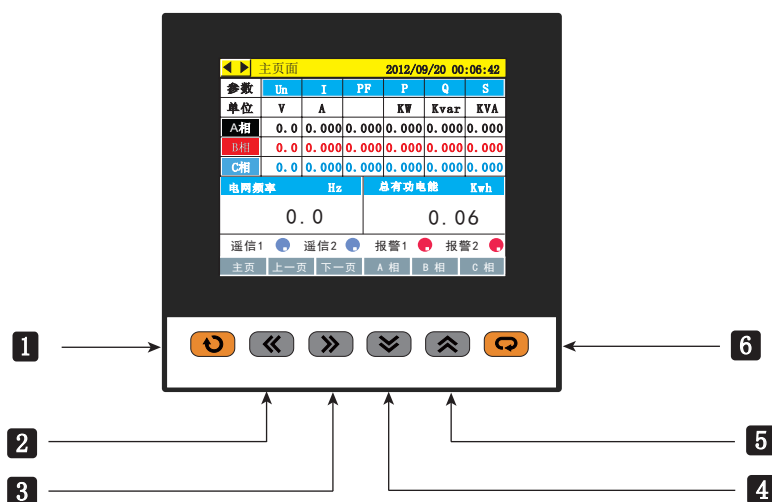 主页面 2012/09/20 00:06:42
参数 Un I PF P Q S
单位 V A KW Kvar KVA
A相 0.0 0.000 0.000 0.000 0.000 0.000
B相 0.0 0.000 0.000 0.000 0.000 0.000
C相 0.0 0.000 0.000 0.000 0.000 0.000
电网频率 Hz 总有功电能 Kwh
0.0 0.06
遥信1 遥信2 报警1 报警2
主页 上一页 下一页 A 相 B 相 C 相
1 6
2 5
3 4